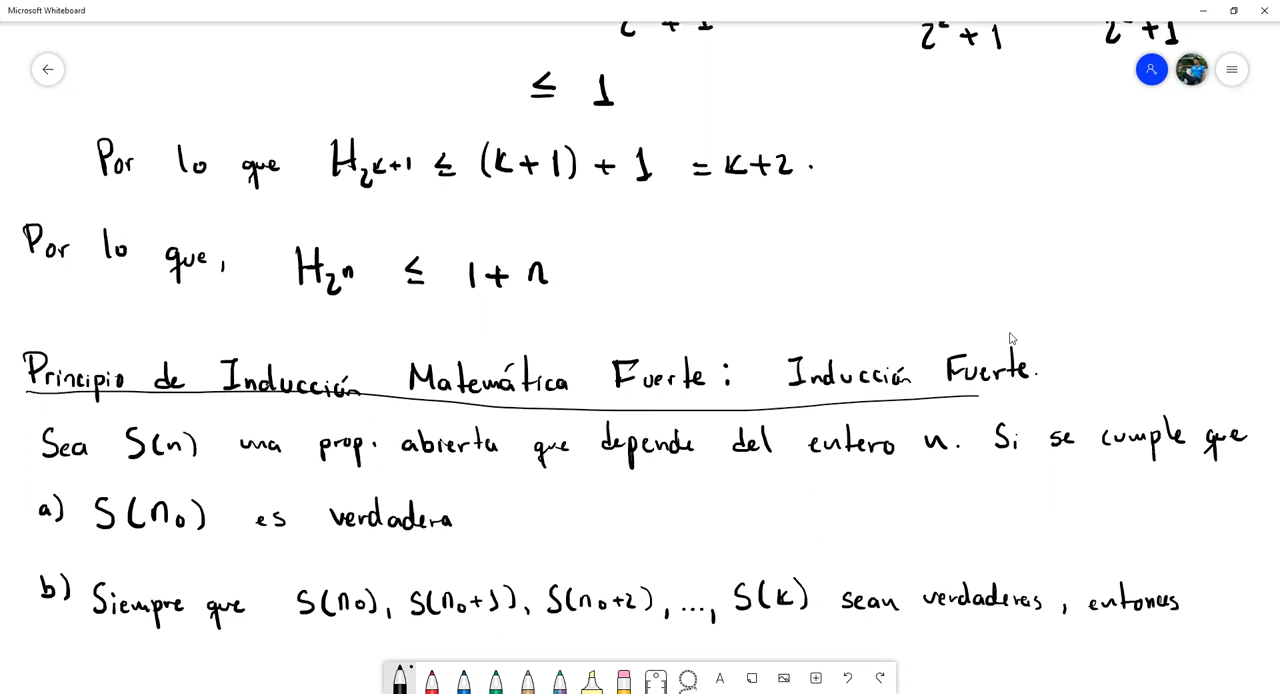 Microsoft Whiteboard
2² + 1
≤ 1
Por lo que H_{2^{k+1}} ≤ (k+1) + 1 = k+2.
Por lo que, H_{2^n} ≤ 1 + n
Principio de Inducción Matemática Fuerte: Inducción Fuerte.
Sea S(n) una prop. abierta que depende del entero n. Si se cumple que
a) S(n₀) es verdadera
b) Siempre que S(n₀), S(n₀+1), S(n₀+2), ..., S(k) sean verdaderas, entonces
A